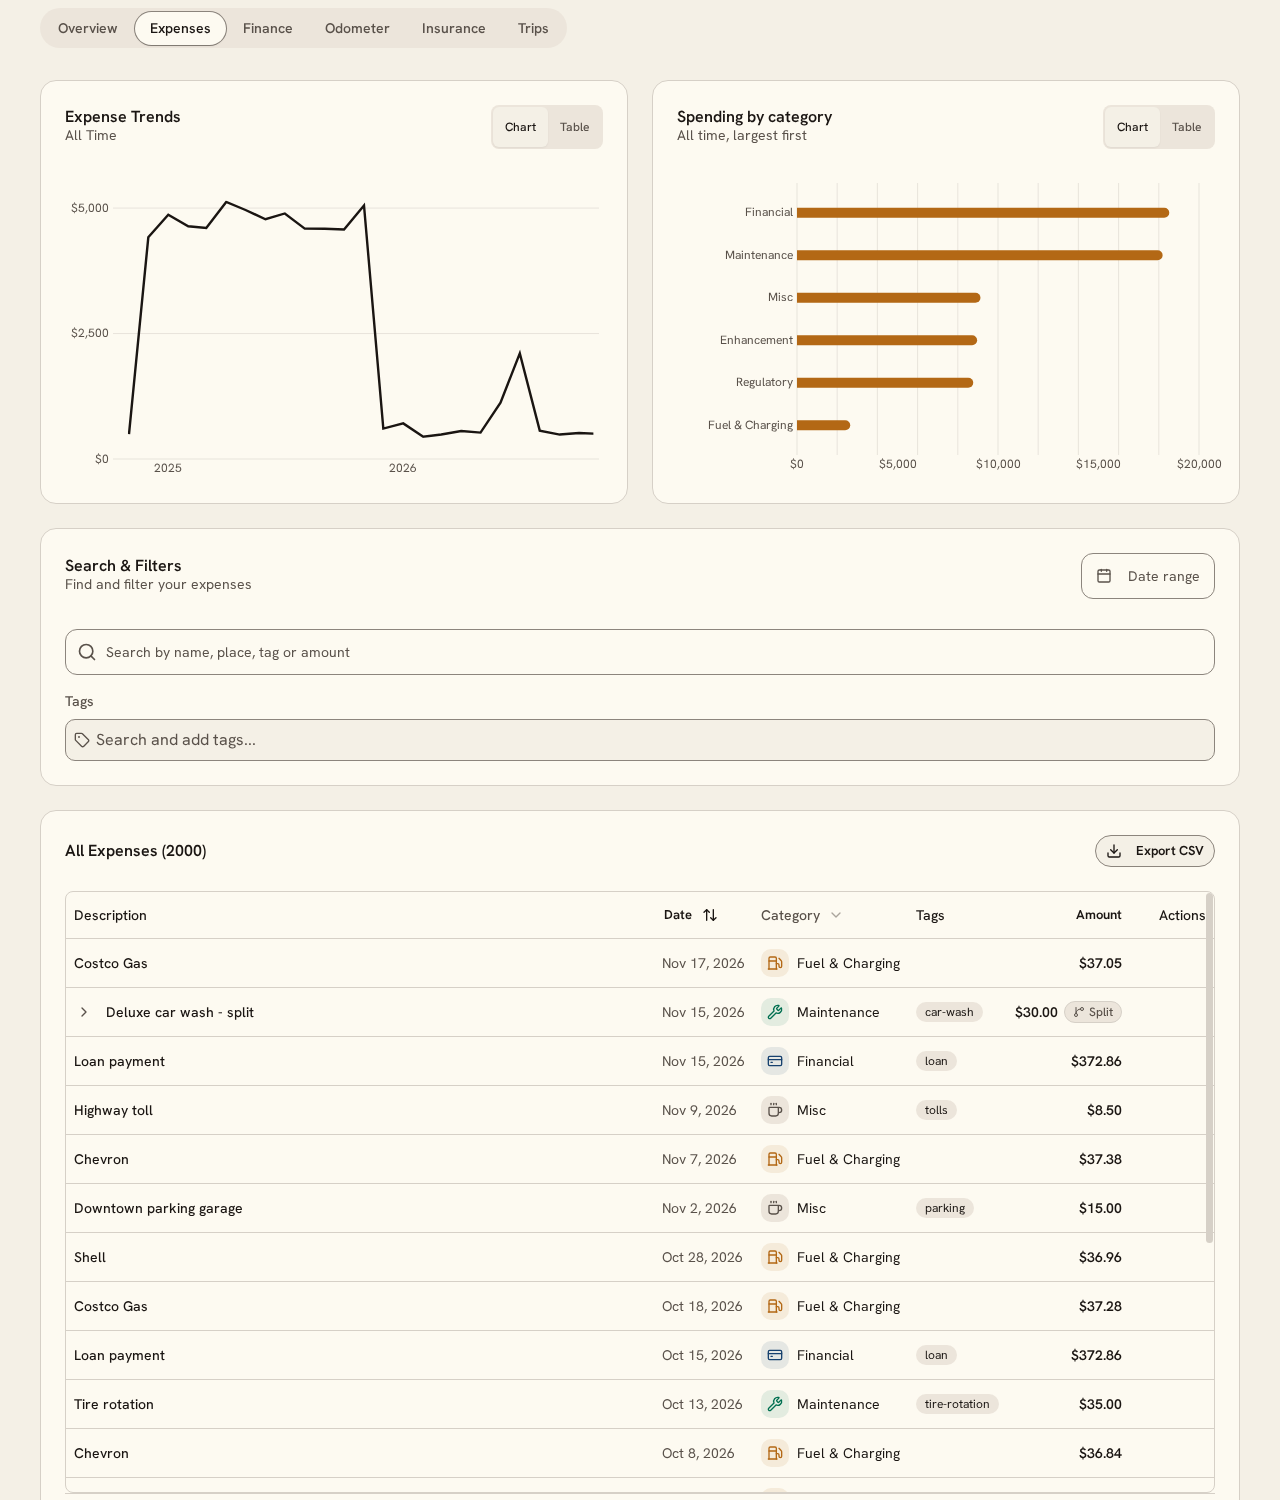 Overview Expenses Finance Odometer Insurance Trips
Expense Trends
All Time
Chart Table
$5,000
$2,500
$0
2025 2026
Spending by category
All time, largest first
Chart Table
Financial
Maintenance
Misc
Enhancement
Regulatory
Fuel & Charging
$0 $5,000 $10,000 $15,000 $20,000
Search & Filters
Find and filter your expenses
Date range
Search by name, place, tag or amount
Tags
Search and add tags...
All Expenses (2000)
Export CSV
Description Date Category Tags Amount Actions
Costco Gas Nov 17, 2026 Fuel & Charging $37.05
Deluxe car wash - split Nov 15, 2026 Maintenance car-wash $30.00 Split
Loan payment Nov 15, 2026 Financial loan $372.86
Highway toll Nov 9, 2026 Misc tolls $8.50
Chevron Nov 7, 2026 Fuel & Charging $37.38
Downtown parking garage Nov 2, 2026 Misc parking $15.00
Shell Oct 28, 2026 Fuel & Charging $36.96
Costco Gas Oct 18, 2026 Fuel & Charging $37.28
Loan payment Oct 15, 2026 Financial loan $372.86
Tire rotation Oct 13, 2026 Maintenance tire-rotation $35.00
Chevron Oct 8, 2026 Fuel & Charging $36.84